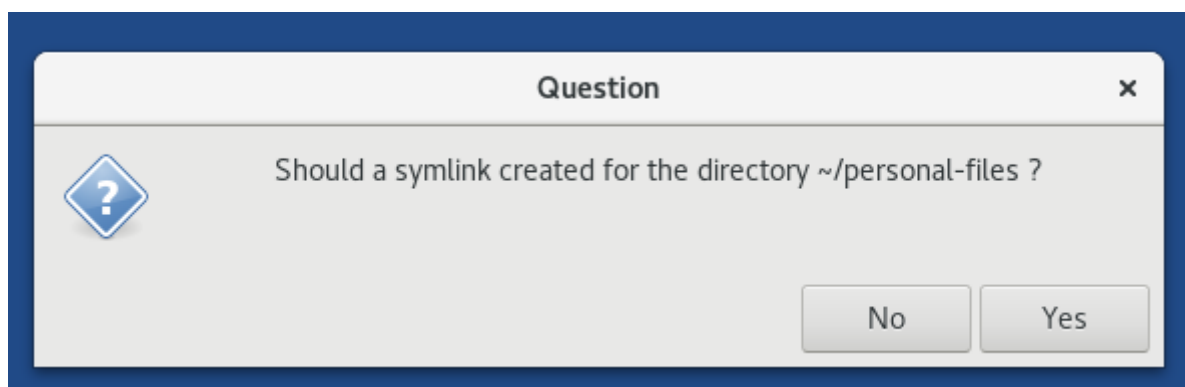 Question
Should a symlink created for the directory ~/personal-files ?
No
Yes